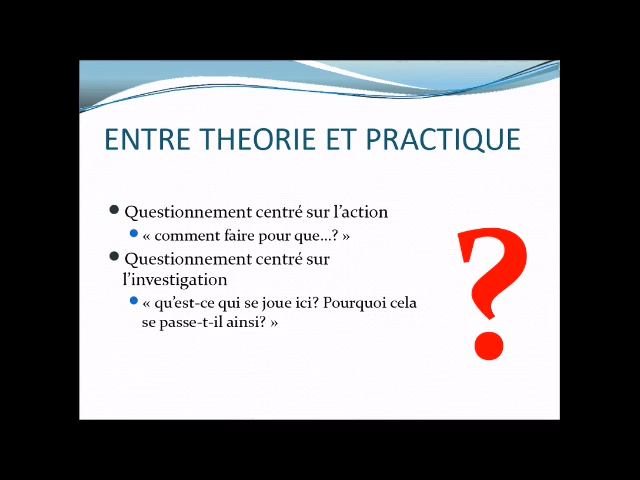 ENTRE THEORIE ET PRACTIQUE
Questionnement centré sur l'action
« comment faire pour que...? »
Questionnement centré sur
l'investigation
« qu'est-ce qui se joue ici? Pourquoi cela
se passe-t-il ainsi? »
?